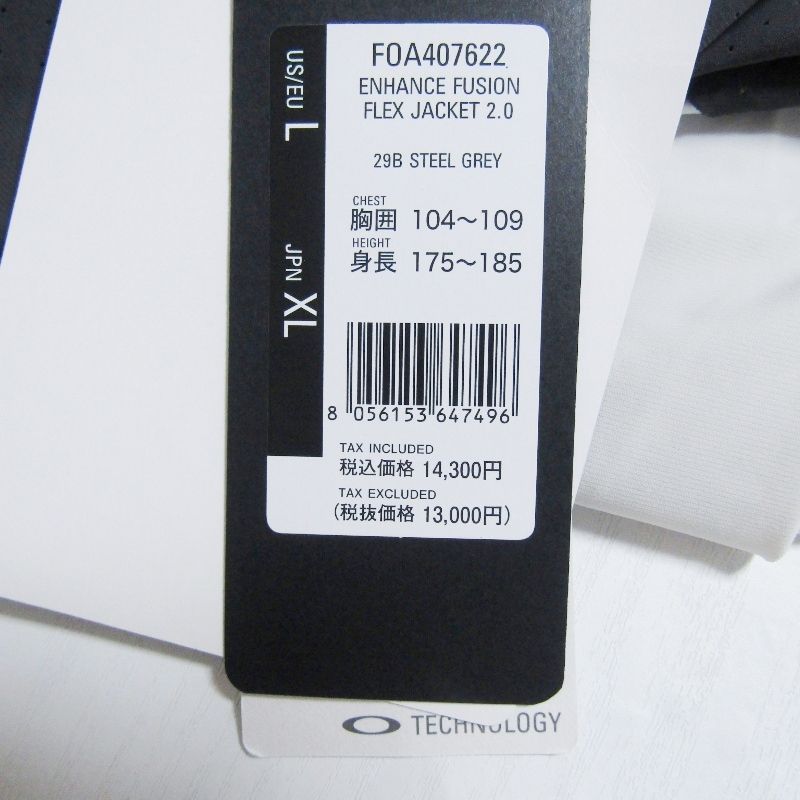 US/EU L
JPN XL
FOA407622
ENHANCE FUSION
FLEX JACKET 2.0
29B STEEL GREY
CHEST
胸囲 104～109
HEIGHT
身長 175～185
8 056153 647496
TAX INCLUDED
税込価格 14,300円
TAX EXCLUDED
(税抜価格 13,000円)
TECHNOLOGY